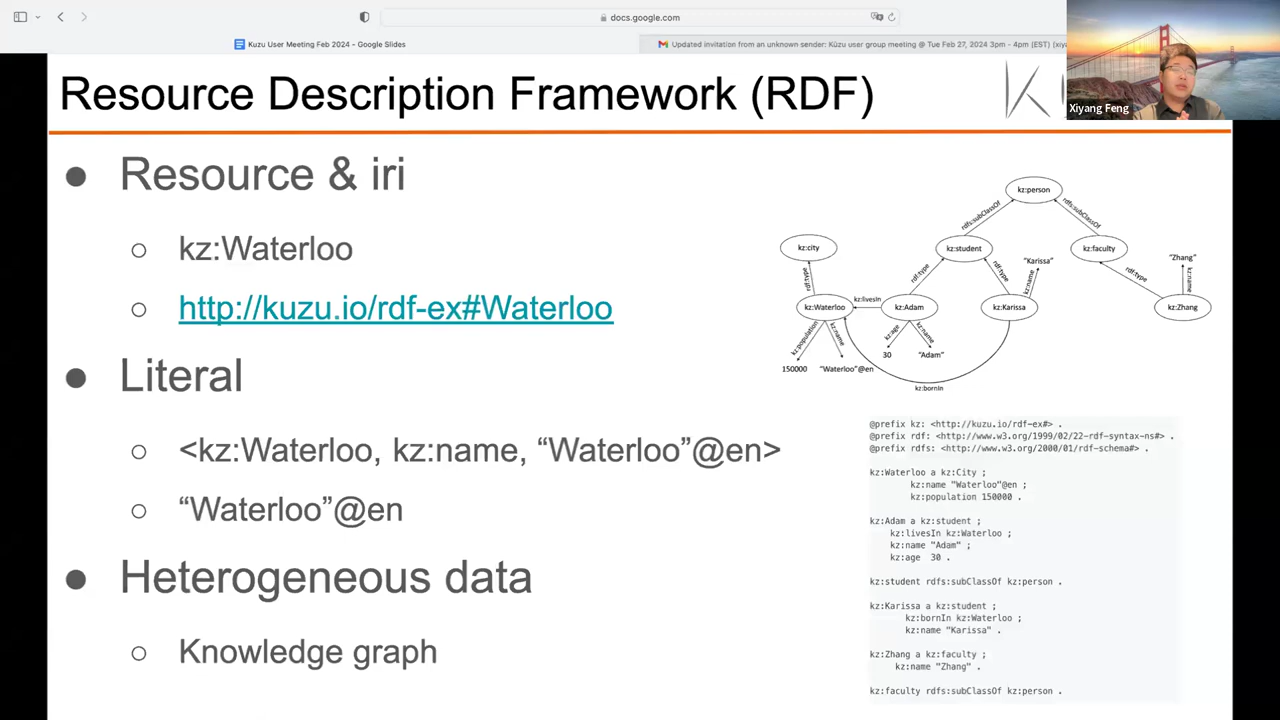 docs.google.com
Kuzu User Meeting Feb 2024 - Google Slides
Updated invitation from an unknown sender: Kùzu user group meeting @ Tue Feb 27, 2024 3pm - 4pm (EST) (xiy
Xiyang Feng
Resource Description Framework (RDF)
● Resource & iri
○ kz:Waterloo
○ http://kuzu.io/rdf-ex#Waterloo
● Literal
○ <kz:Waterloo, kz:name, “Waterloo”@en>
○ “Waterloo”@en
● Heterogeneous data
○ Knowledge graph
kz:person
rdfs:subClassOf
rdfs:subClassOf
kz:city
kz:student
kz:faculty
"Karissa"
"Zhang"
rdf:type
rdf:type
rdf:type
kz:name
rdf:type
kz:name
kz:Waterloo
kz:livesIn
kz:Adam
kz:Karissa
kz:Zhang
kz:population
kz:name
kz:age
kz:name
30
"Adam"
150000
"Waterloo"@en
kz:bornIn
@prefix kz: <http://kuzu.io/rdf-ex#> .
@prefix rdf: <http://www.w3.org/1999/02/22-rdf-syntax-ns#> .
@prefix rdfs: <http://www.w3.org/2000/01/rdf-schema#> .
kz:Waterloo a kz:City ;
kz:name "Waterloo"@en ;
kz:population 150000 .
kz:Adam a kz:student ;
kz:livesIn kz:Waterloo ;
kz:name "Adam" ;
kz:age 30 .
kz:student rdfs:subClassOf kz:person .
kz:Karissa a kz:student ;
kz:bornIn kz:Waterloo ;
kz:name "Karissa" .
kz:Zhang a kz:faculty ;
kz:name "Zhang" .
kz:faculty rdfs:subClassOf kz:person .